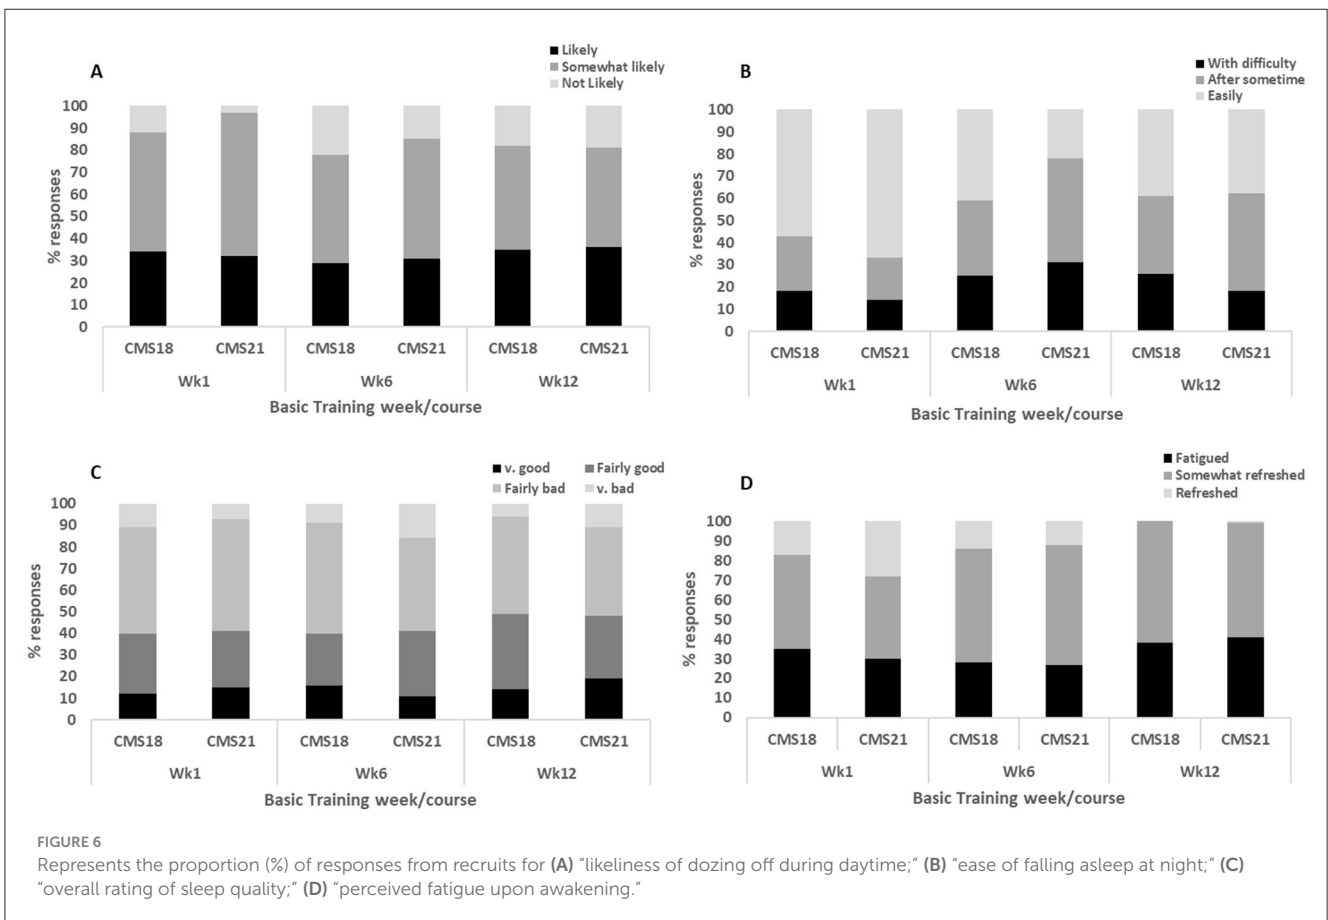 A
Likely
Somewhat likely
Not Likely
100
90
80
70
60
50
40
30
20
10
0
% responses
CMS18 CMS21 CMS18 CMS21 CMS18 CMS21
Wk1 Wk6 Wk12
Basic Training week/course
B
With difficulty
After sometime
Easily
100
90
80
70
60
50
40
30
20
10
0
% responses
CMS18 CMS21 CMS18 CMS21 CMS18 CMS21
Wk1 Wk6 Wk12
Basic Training week/course
C
v. good Fairly good
Fairly bad v. bad
100
90
80
70
60
50
40
30
20
10
0
% responses
CMS18 CMS21 CMS18 CMS21 CMS18 CMS21
Wk1 Wk6 Wk12
Basic Training week/course
D
Fatigued
Somewhat refreshed
Refreshed
100
90
80
70
60
50
40
30
20
10
0
% responses
CMS18 CMS21 CMS18 CMS21 CMS18 CMS21
Wk1 Wk6 Wk12
Basic Training week/course
FIGURE 6
Represents the proportion (%) of responses from recruits for (A) “likeliness of dozing off during daytime;” (B) “ease of falling asleep at night;” (C)
“overall rating of sleep quality;” (D) “perceived fatigue upon awakening.”